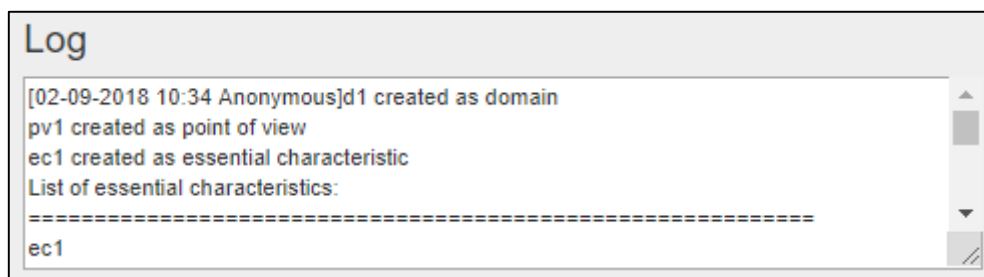 Log
[02-09-2018 10:34 Anonymous]d1 created as domain
pv1 created as point of view
ec1 created as essential characteristic
List of essential characteristics:
============================================================
ec1